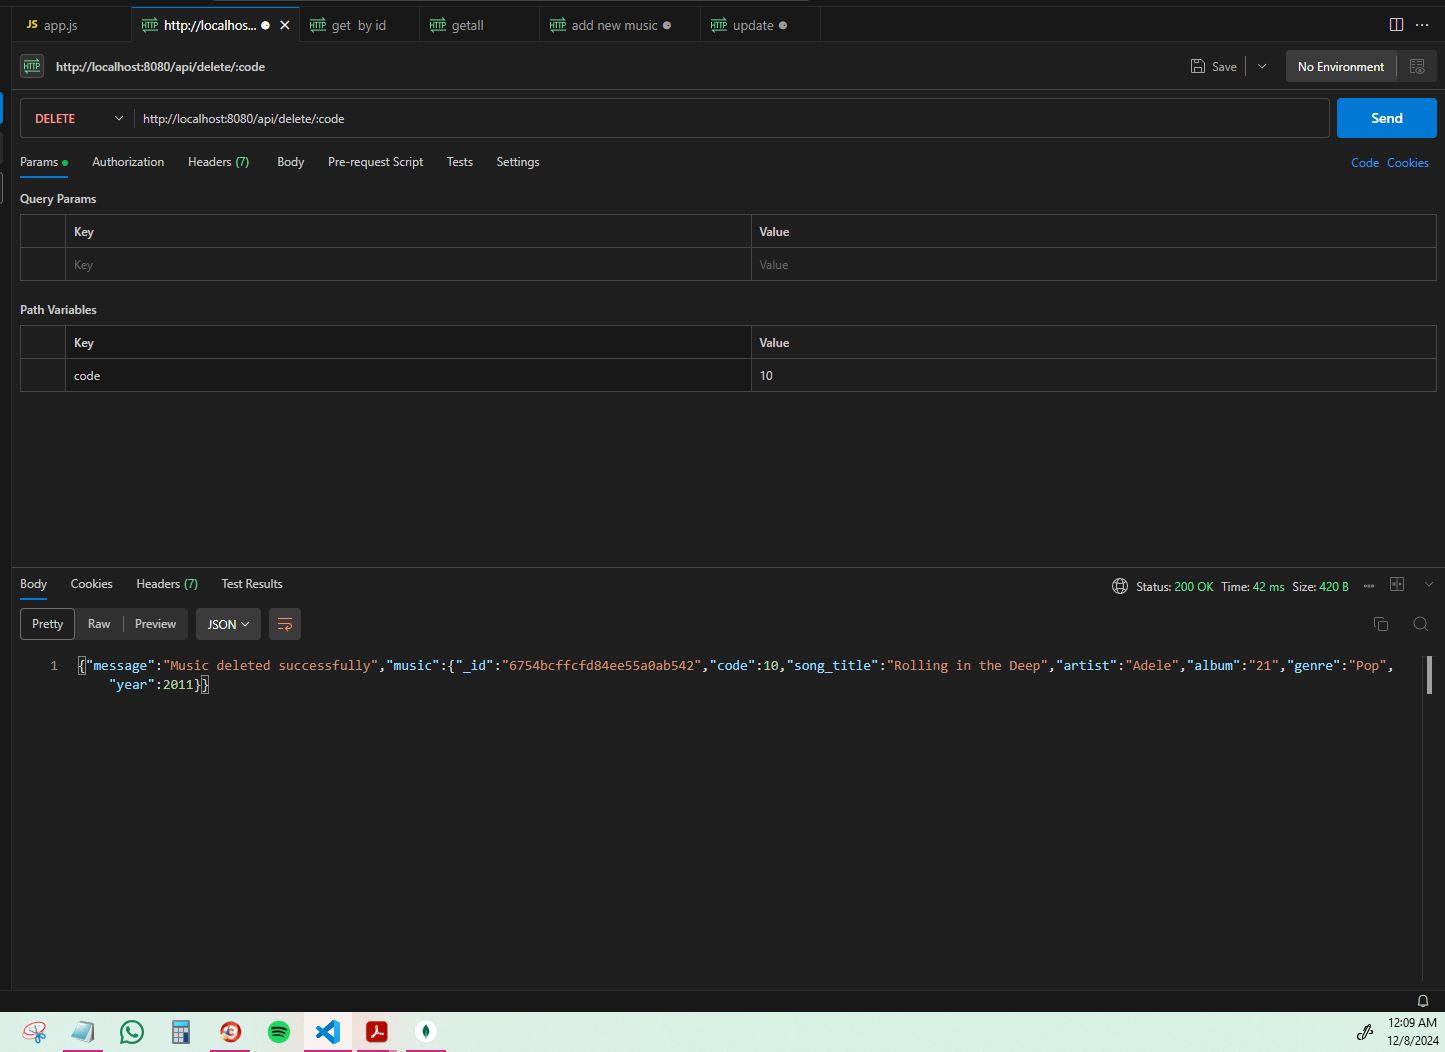 JS app.js HTTP http://localhos... HTTP get by id HTTP getall HTTP add new music HTTP update
HTTP http://localhost:8080/api/delete/:code Save No Environment
DELETE http://localhost:8080/api/delete/:code Send
Params Authorization Headers (7) Body Pre-request Script Tests Settings Code Cookies
Query Params
Key Value
Key Value
Path Variables
Key Value
code 10
Body Cookies Headers (7) Test Results Status: 200 OK Time: 42 ms Size: 420 B
Pretty Raw Preview JSON
1 {"message":"Music deleted successfully","music":{"_id":"6754bcffcfd84ee55a0ab542","code":10,"song_title":"Rolling in the Deep","artist":"Adele","album":"21","genre":"Pop",
"year":2011}}
12:09 AM
12/8/2024